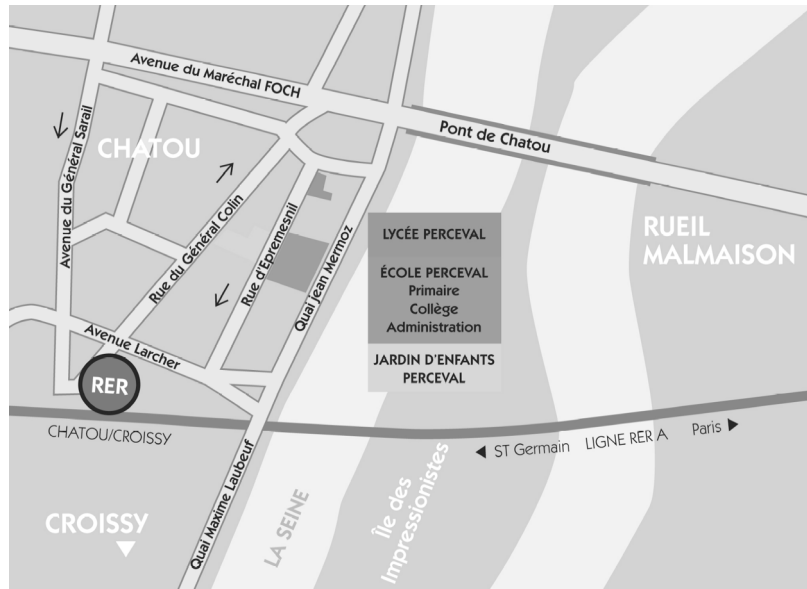 Avenue du Maréchal FOCH
Pont de Chatou
Avenue du Général Sarail
CHATOU
Rue du Général Colin
Rue d'Epremesnil
Quai Jean Mermoz
LYCÉE PERCEVAL
ÉCOLE PERCEVAL
Primaire
Collège
Administration
JARDIN D'ENFANTS
PERCEVAL
RUEIL
MALMAISON
Avenue Larcher
RER
CHATOU/CROISSY
ST Germain LIGNE RER A Paris
Quai Maxime Laubeuf
CROISSY
LA SEINE
Île des
Impressionistes